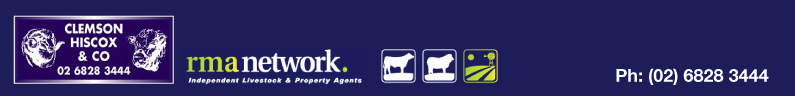 CLEMSON
HISCOX
& CO
02 6828 3444
rmanetwork.
Independent Livestock & Property Agents
Ph: (02) 6828 3444